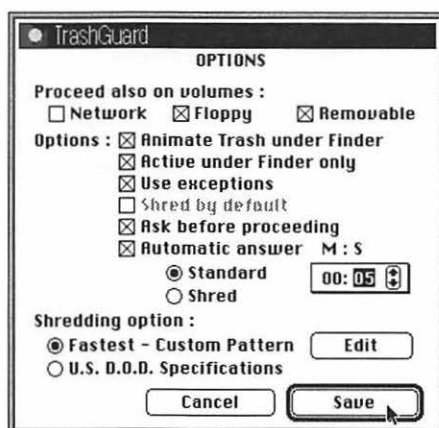 TrashGuard
OPTIONS
Proceed also on volumes :
Network Floppy Removable
Options : Animate Trash under Finder
Active under Finder only
Use exceptions
Shred by default
Ask before proceeding
Automatic answer M : S
Standard 00: 05
Shred
Shredding option :
Fastest - Custom Pattern Edit
U.S. D.O.D. Specifications
Cancel Save